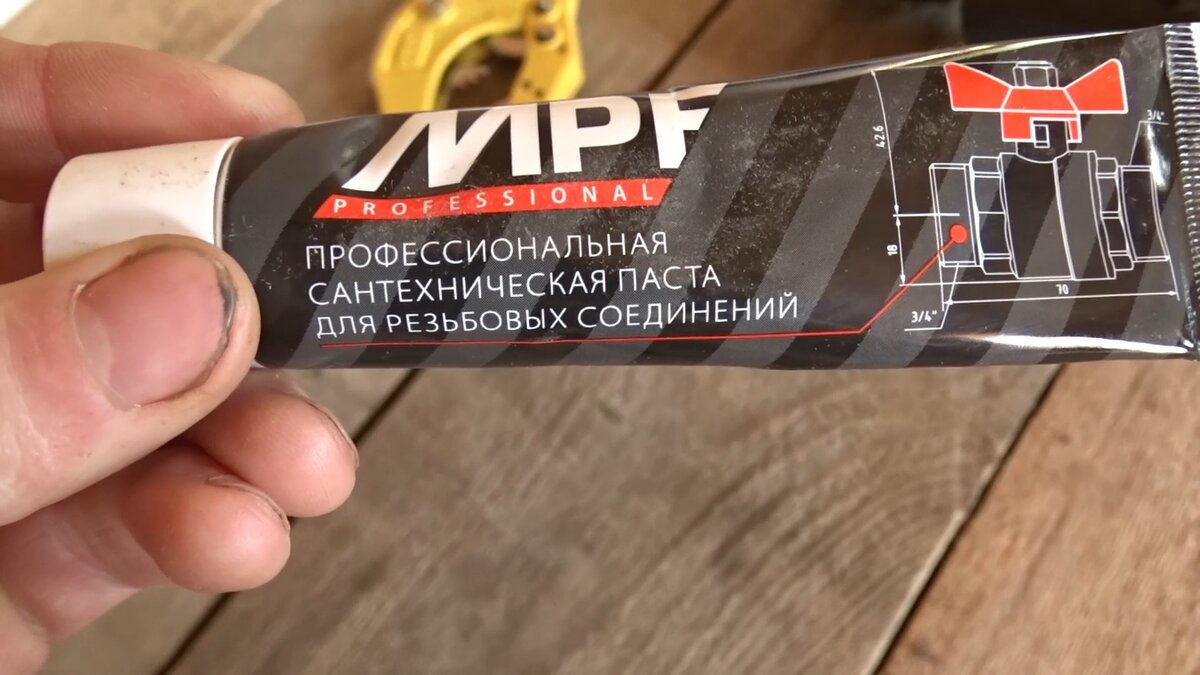 MPF
PROFESSIONAL
ПРОФЕССИОНАЛЬНАЯ
САНТЕХНИЧЕСКАЯ ПАСТА
ДЛЯ РЕЗЬБОВЫХ СОЕДИНЕНИЙ
42.6
18
3/4"
70
3/4"